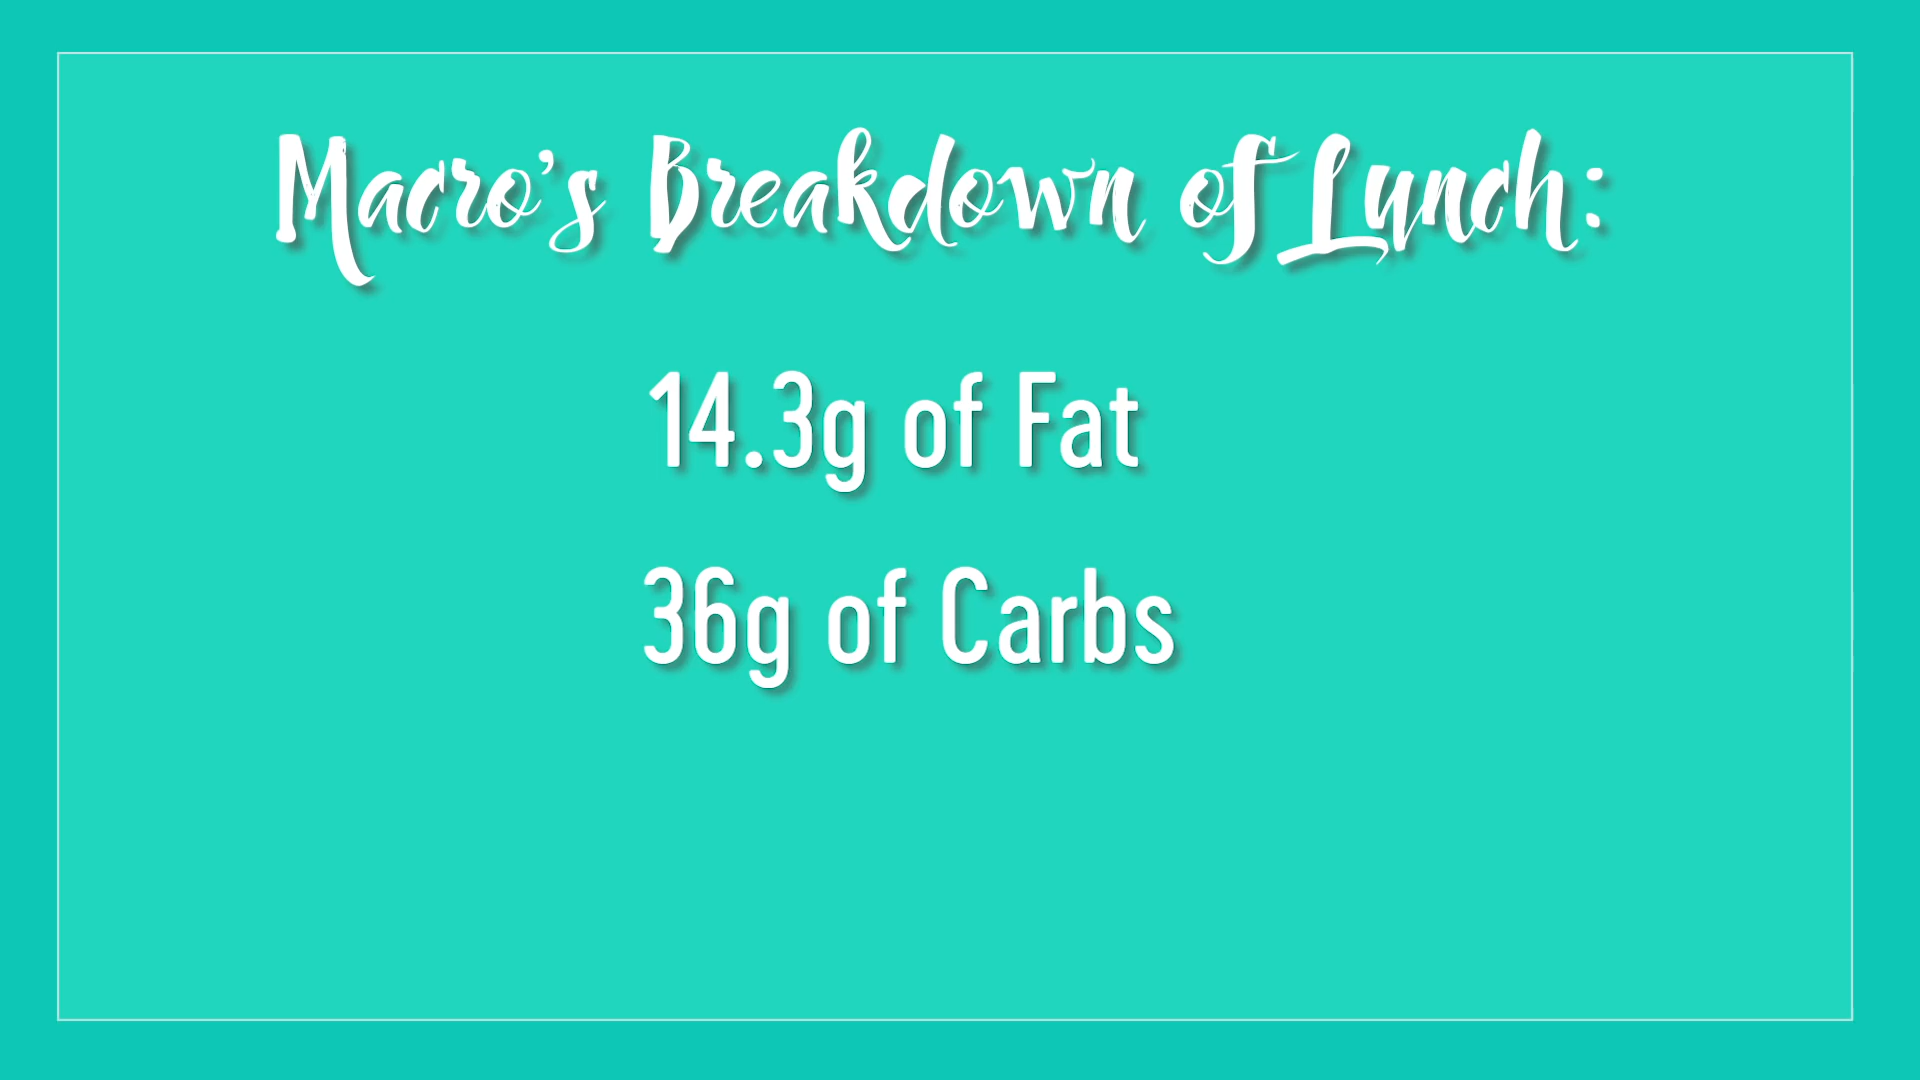 Macro's Breakdown of Lunch:
14.3g of Fat
36g of Carbs